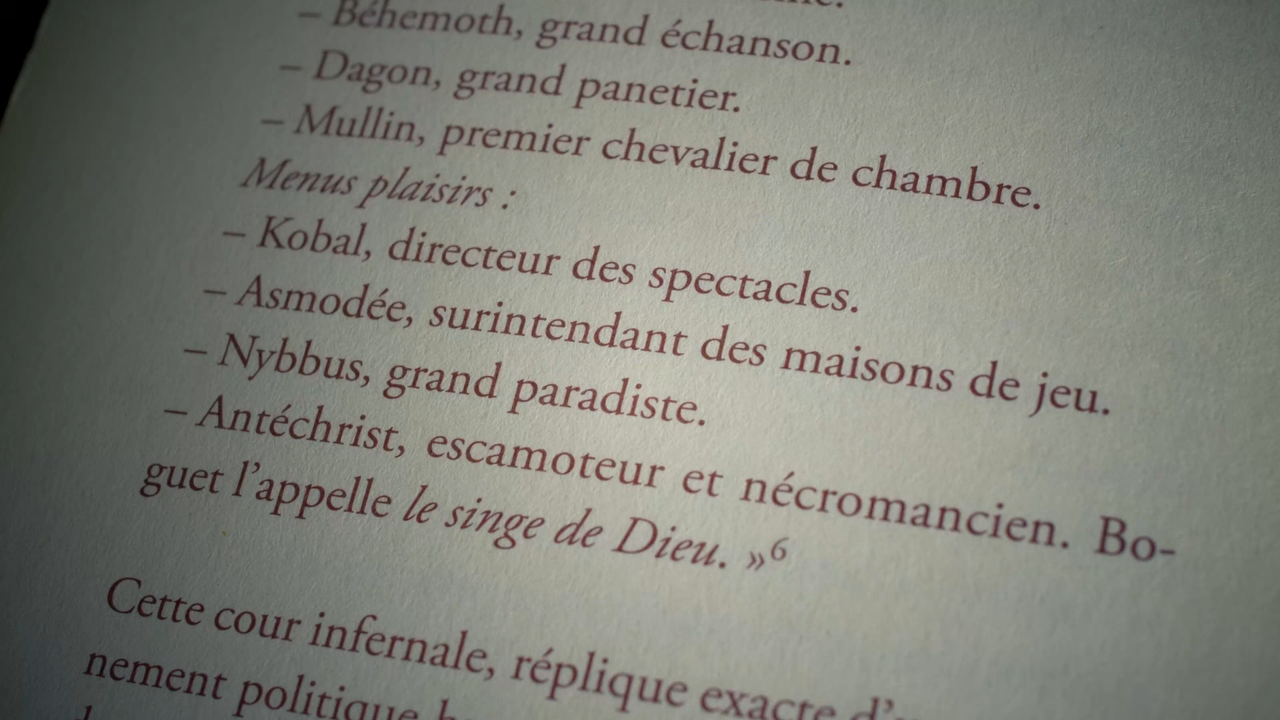 – Béhemoth, grand échanson.
– Dagon, grand panetier.
– Mullin, premier chevalier de chambre.
Menus plaisirs :
– Kobal, directeur des spectacles.
– Asmodée, surintendant des maisons de jeu.
– Nybbus, grand paradiste.
– Antéchrist, escamoteur et nécromancien. Bo-
guet l’appelle le singe de Dieu. »⁶
Cette cour infernale, réplique exacte
nement politique